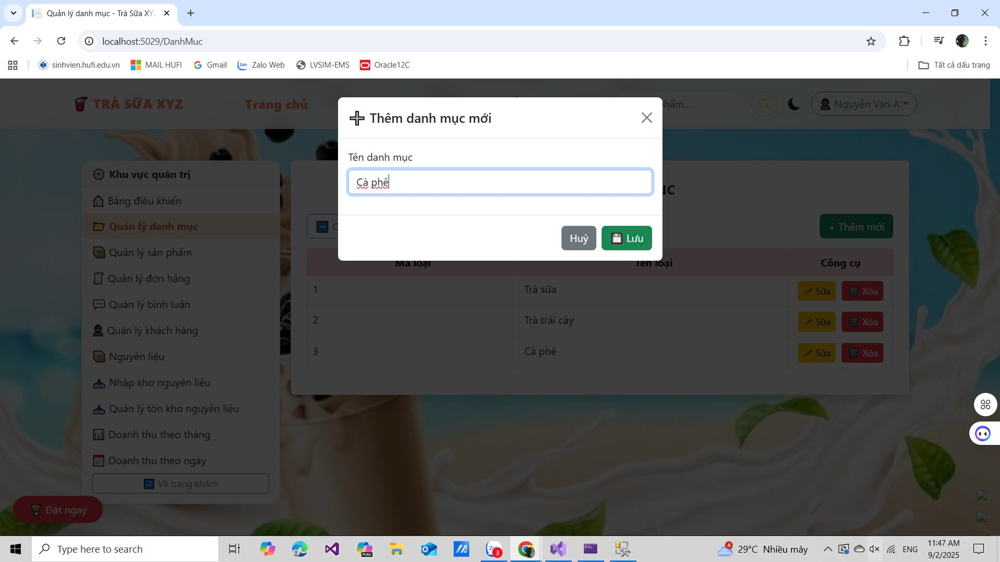 Quản lý danh mục - Trà Sữa XYZ
localhost:5029/DanhMuc
sinhvien.hufi.edu.vn
MAIL HUFI
Gmail
Zalo Web
LVSIM-EMS
Oracle12C
Tất cả dấu trang
TRÀ SỮA XYZ
Trang chủ
Nguyễn Văn A
Thêm danh mục mới
Tên danh mục
Cà phê
Huỷ
Lưu
Khu vực quản trị
Bảng điều khiển
Quản lý danh mục
Quản lý sản phẩm
Quản lý đơn hàng
Quản lý bình luận
Quản lý khách hàng
Nguyên liệu
Nhập kho nguyên liệu
Quản lý tồn kho nguyên liệu
Doanh thu theo tháng
Doanh thu theo ngày
Về trang khách
Đặt ngay
+ Thêm mới
Mã loại Tên loại Công cụ
1 Trà sữa Sửa Xóa
2 Trà trái cây Sửa Xóa
3 Cà phê Sửa Xóa
Type here to search
M365
Zalo
3
4
29°C Nhiều mây
ENG
11:47 AM
9/2/2025